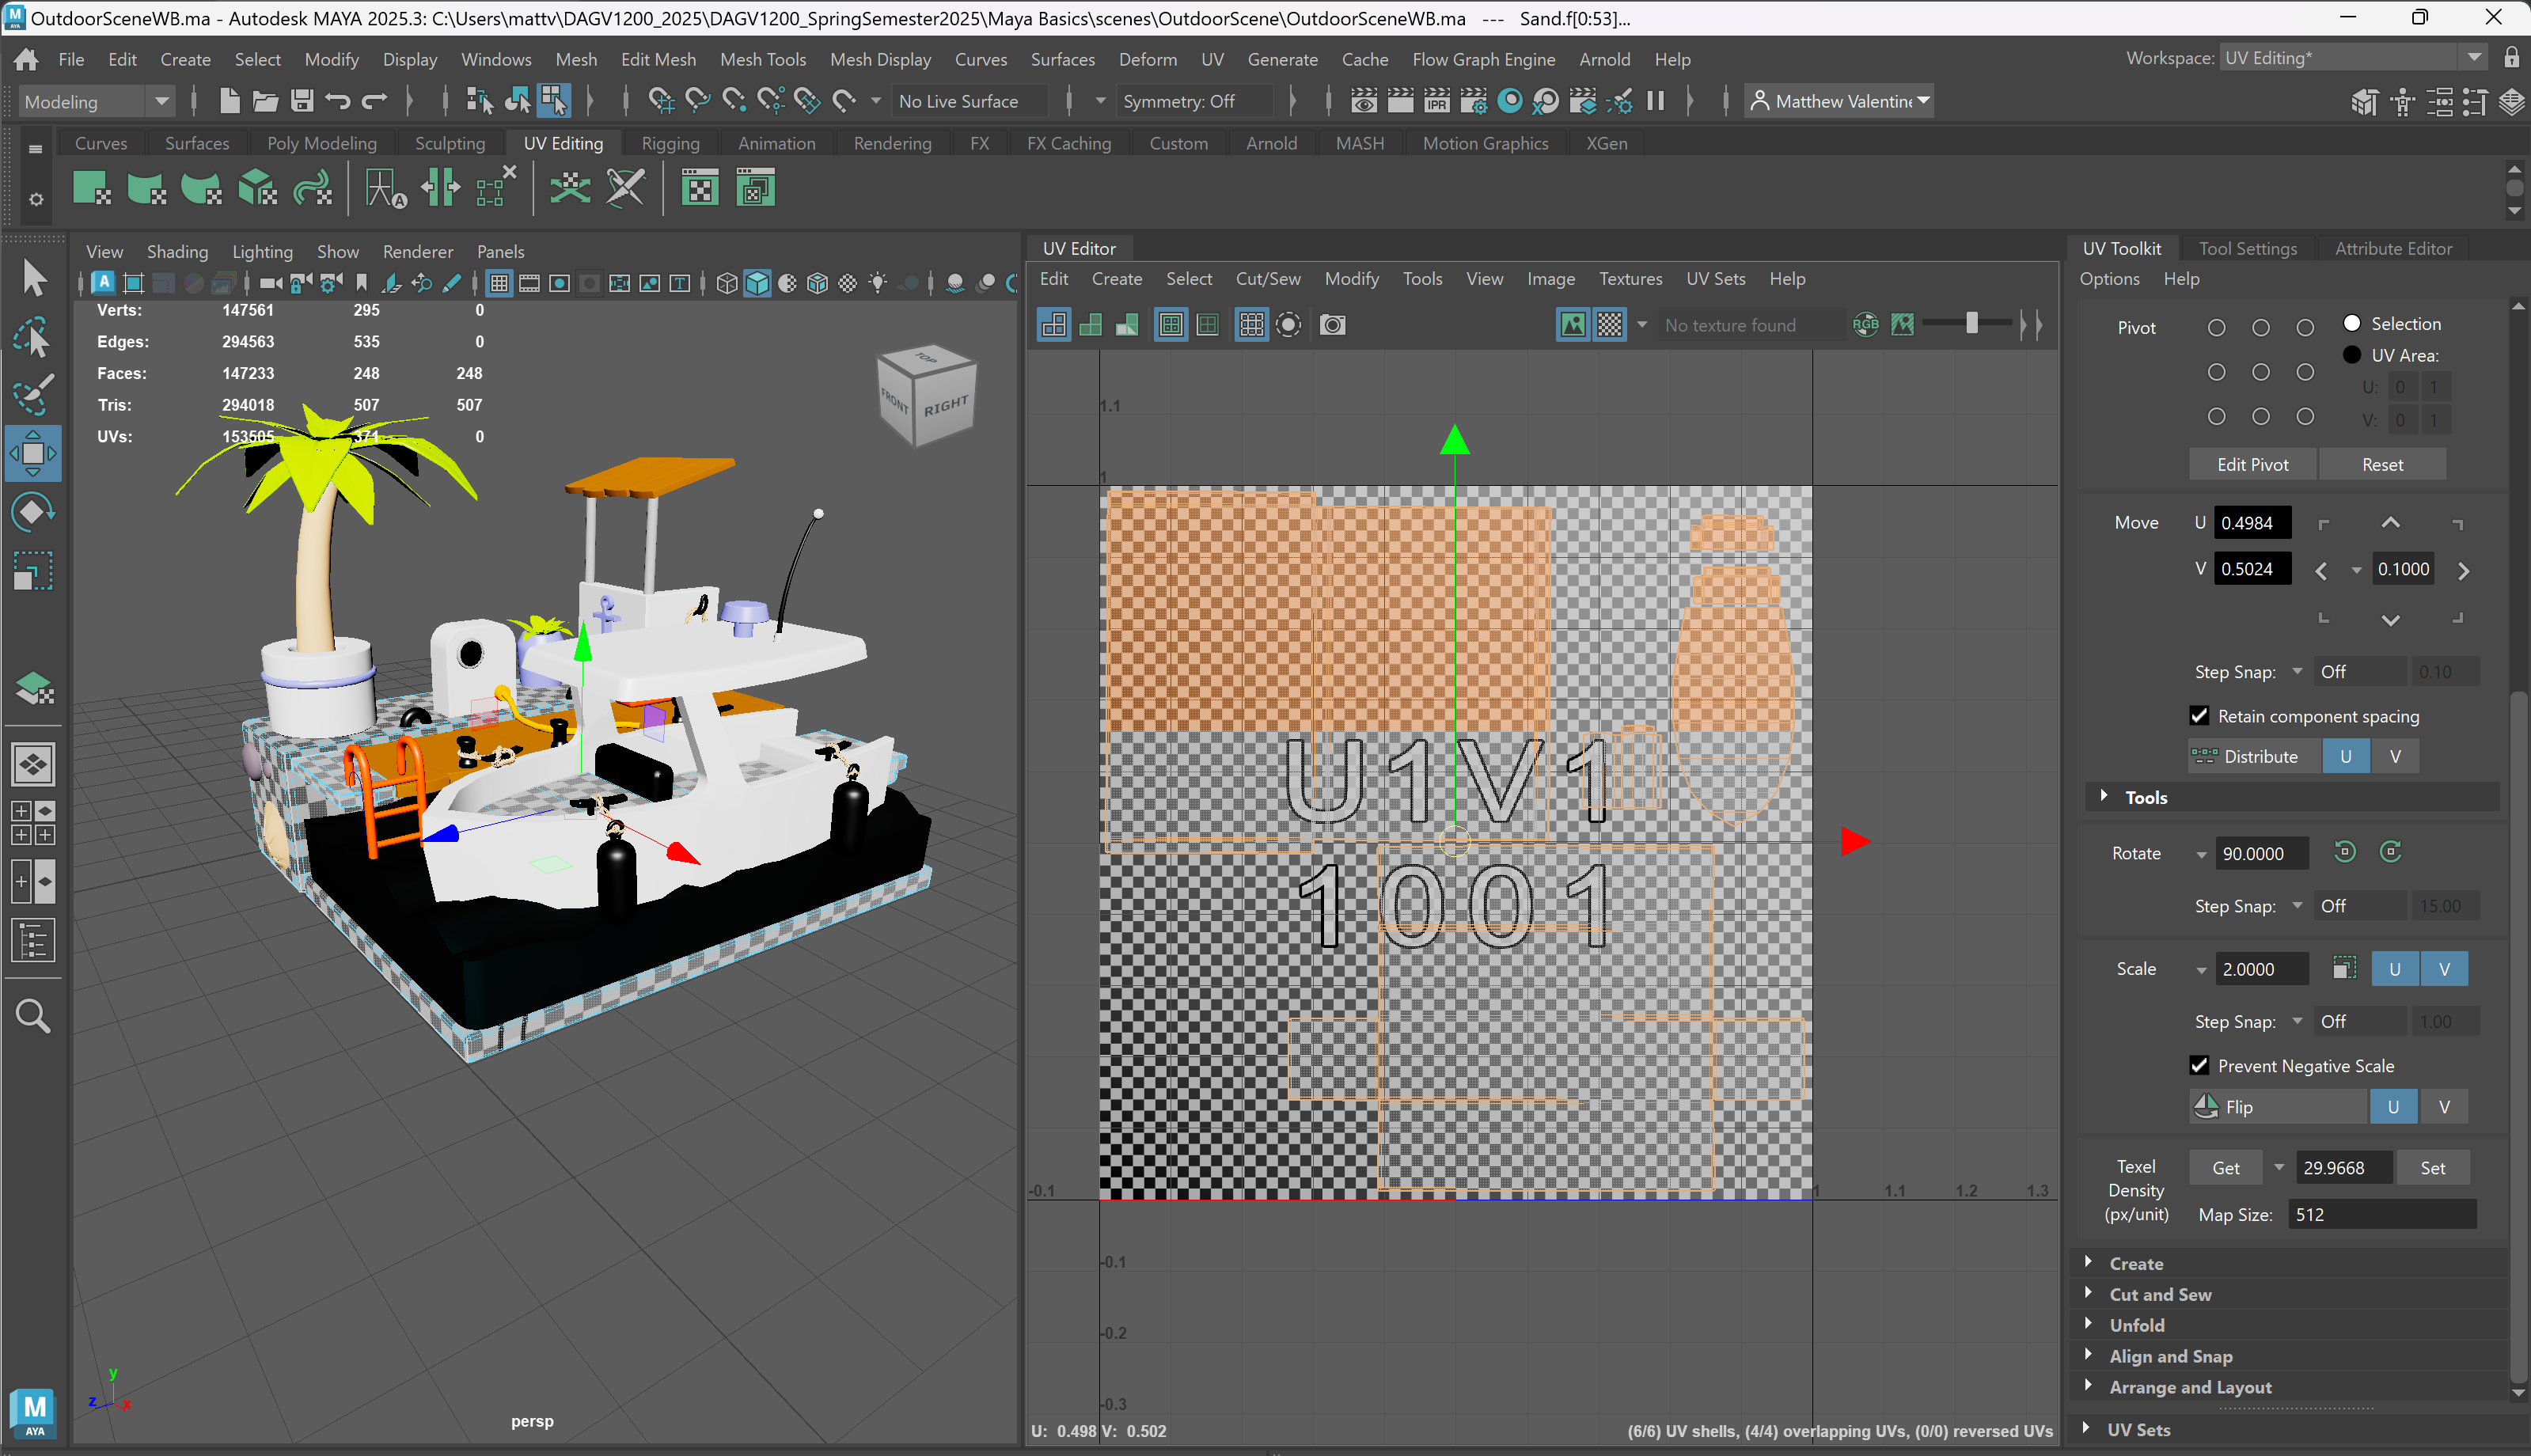 OutdoorSceneWB.ma - Autodesk MAYA 2025.3: C:\Users\mattv\DAGV1200_2025\DAGV1200_SpringSemester2025\Maya Basics\scenes\OutdoorScene\OutdoorSceneWB.ma --- Sand.f[0:53]...
File Edit Create Select Modify Display Windows Mesh Edit Mesh Mesh Tools Mesh Display Curves Surfaces Deform UV Generate Cache Flow Graph Engine Arnold Help
Workspace: UV Editing*
Modeling
No Live Surface
Symmetry: Off
IPR
Matthew Valentin
Curves Surfaces Poly Modeling Sculpting UV Editing Rigging Animation Rendering FX FX Caching Custom Arnold MASH Motion Graphics XGen
View Shading Lighting Show Renderer Panels
Verts: 147561 295 0
Edges: 294563 535 0
Faces: 147233 248 248
Tris: 294018 507 507
UVs: 153505 371 0
TOP
FRONT
RIGHT
persp
y
z
x
M
AYA
UV Editor
Edit Create Select Cut/Sew Modify Tools View Image Textures UV Sets Help
No texture found
RGB
1.1
1
U1V1
1001
-0.1
1 1.1 1.2 1.3
-0.1
-0.2
-0.3
U: 0.498 V: 0.502
(6/6) UV shells, (4/4) overlapping UVs, (0/0) reversed UVs
UV Toolkit Tool Settings Attribute Editor
Options Help
Pivot
Selection
UV Area:
U: 0 1
V: 0 1
Edit Pivot Reset
Move U 0.4984
V 0.5024
0.1000
Step Snap: Off 0.10
Retain component spacing
Distribute U V
Tools
Rotate 90.0000
Step Snap: Off 15.00
Scale 2.0000 U V
Step Snap: Off 1.00
Prevent Negative Scale
Flip U V
Texel Density (px/unit)
Get 29.9668 Set
Map Size: 512
Create
Cut and Sew
Unfold
Align and Snap
Arrange and Layout
UV Sets